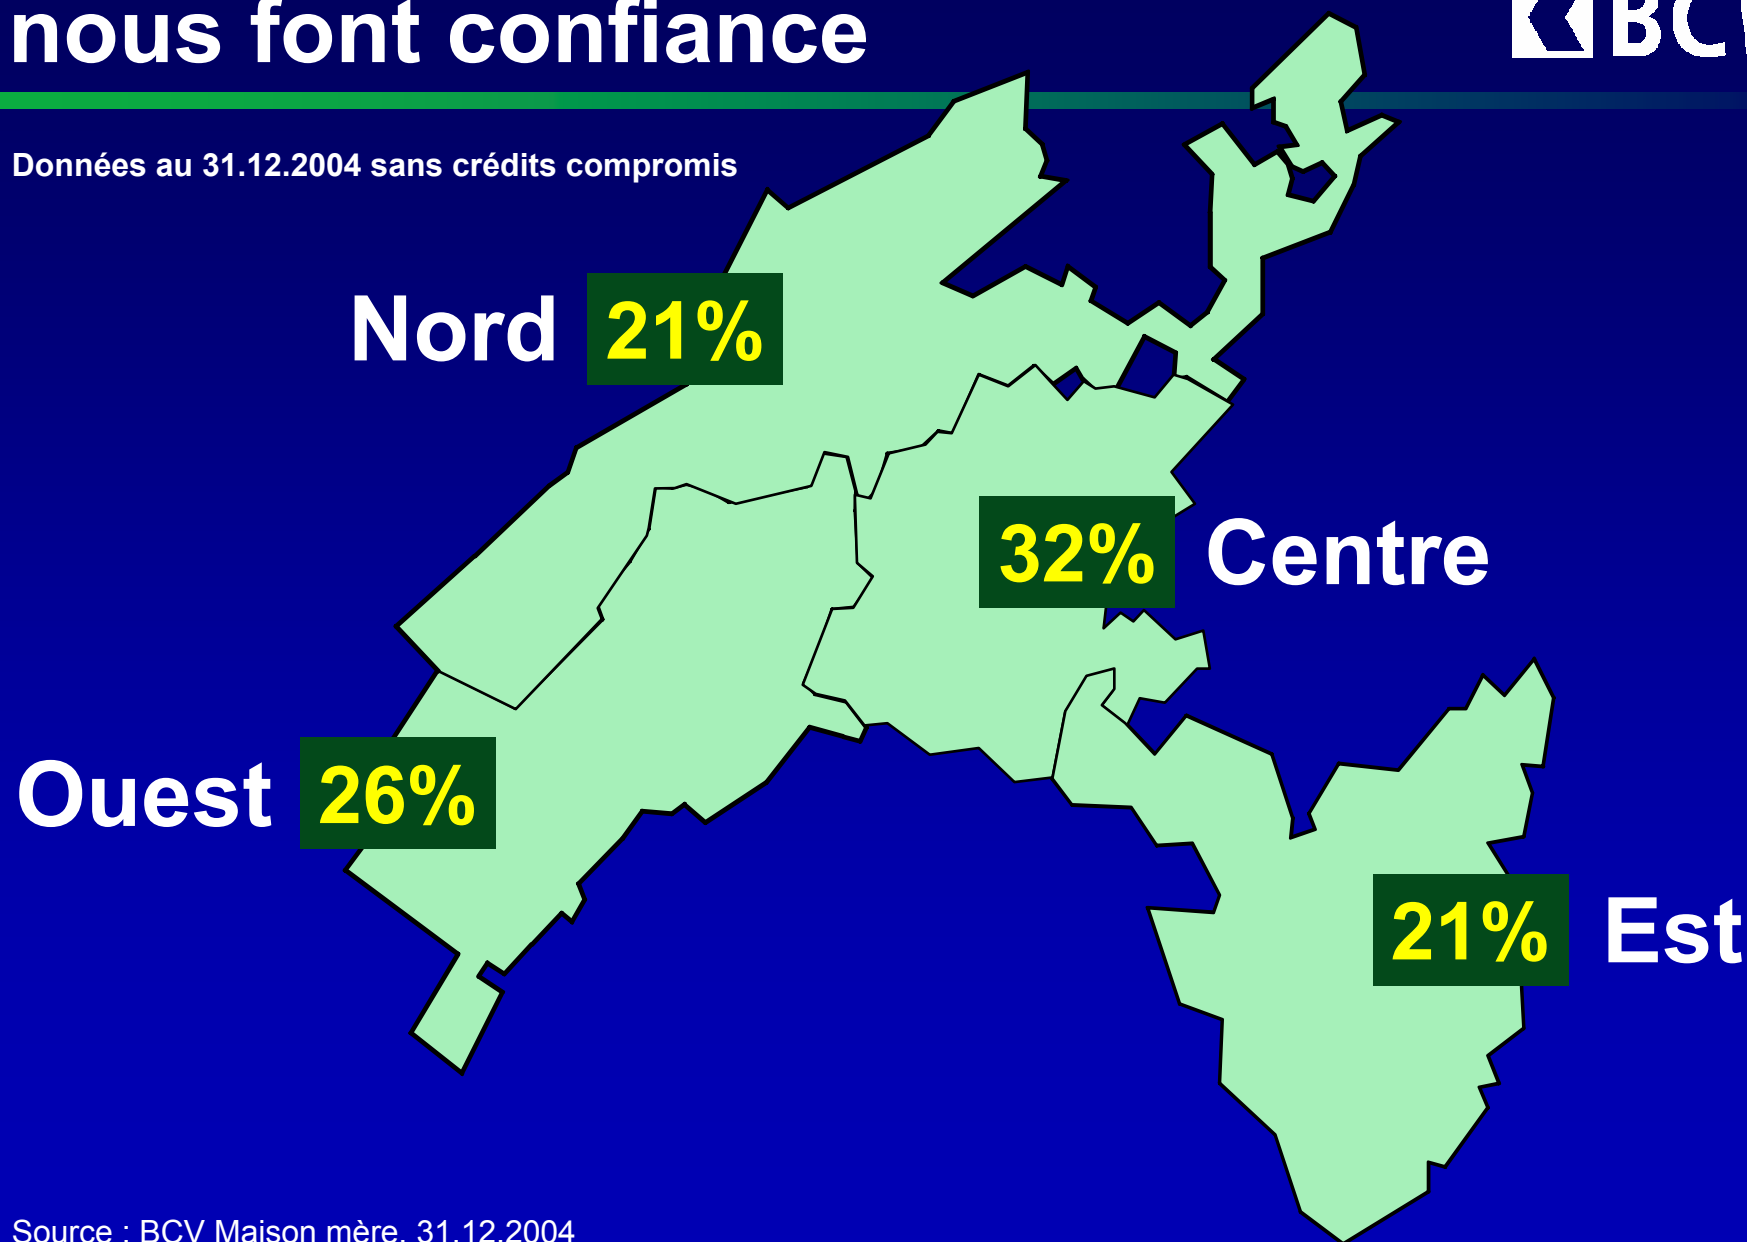 nous font confiance
BCV
Données au 31.12.2004 sans crédits compromis
Nord 21%
32% Centre
Ouest 26%
21% Est
Source : BCV Maison mère, 31.12.2004